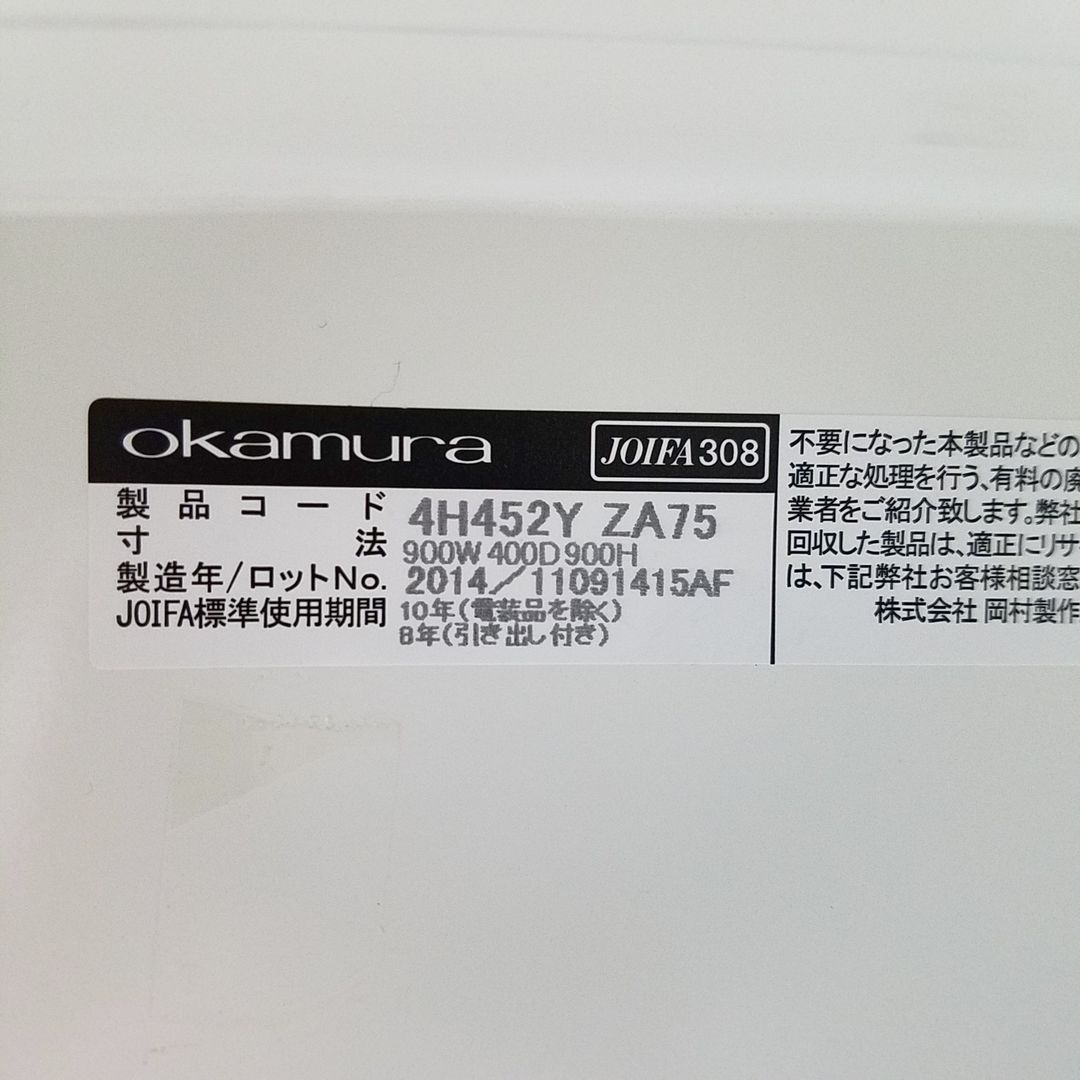 okamura JOIFA308
製品コード 4H452Y ZA75
寸法 900W 400D 900H
製造年/ロットNo. 2014/11091415AF
JOIFA標準使用期間 10年(電装品を除く)
8年(引き出し付き)
不要になった本製品などの
適正な処理を行う、有料の廃
業者をご紹介致します。弊社
回収した製品は、適正にリサ
は、下記弊社お客様相談窓
株式会社 岡村製作